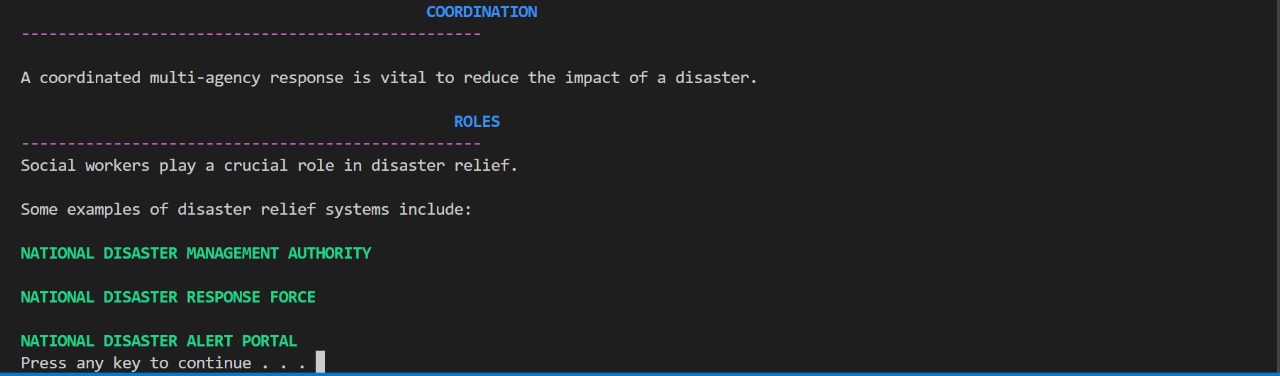 COORDINATION
--------------------------------------------------
A coordinated multi-agency response is vital to reduce the impact of a disaster.
ROLES
--------------------------------------------------
Social workers play a crucial role in disaster relief.
Some examples of disaster relief systems include:
NATIONAL DISASTER MANAGEMENT AUTHORITY
NATIONAL DISASTER RESPONSE FORCE
NATIONAL DISASTER ALERT PORTAL
Press any key to continue . . .